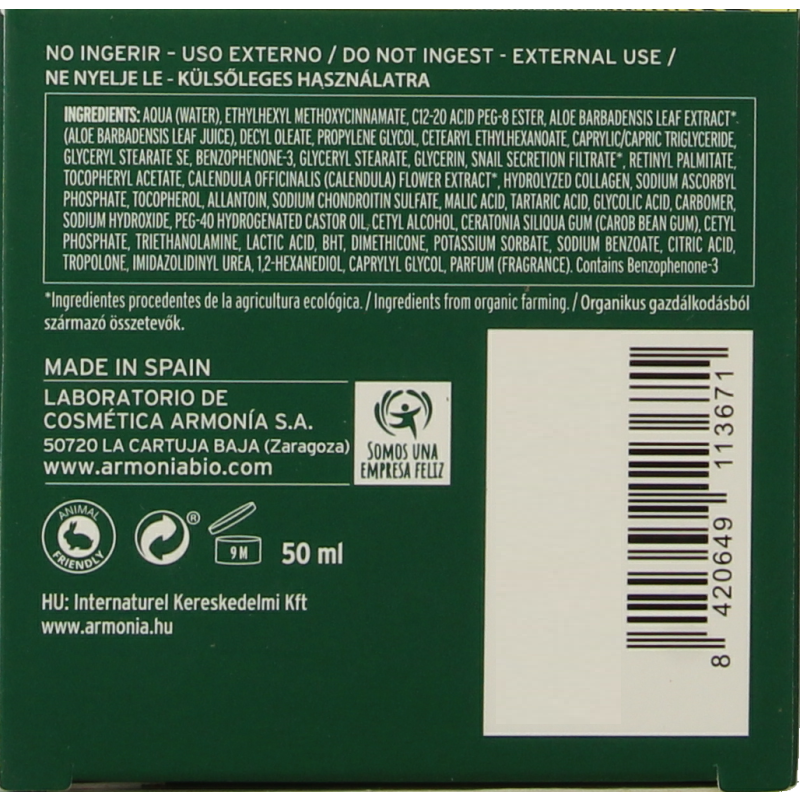 NO INGERIR – USO EXTERNO / DO NOT INGEST - EXTERNAL USE /
NE NYELJE LE - KÜLSŐLEGES HASZNÁLATRA
INGREDIENTS: AQUA (WATER), ETHYLHEXYL METHOXYCINNAMATE, C12-20 ACID PEG-8 ESTER, ALOE BARBADENSIS LEAF EXTRACT*
(ALOE BARBADENSIS LEAF JUICE), DECYL OLEATE, PROPYLENE GLYCOL, CETEARYL ETHYLHEXANOATE, CAPRYLIC/CAPRIC TRIGLYCERIDE,
GLYCERYL STEARATE SE, BENZOPHENONE-3, GLYCERYL STEARATE, GLYCERIN, SNAIL SECRETION FILTRATE*, RETINYL PALMITATE,
TOCOPHERYL ACETATE, CALENDULA OFFICINALIS (CALENDULA) FLOWER EXTRACT*, HYDROLYZED COLLAGEN, SODIUM ASCORBYL
PHOSPHATE, TOCOPHEROL, ALLANTOIN, SODIUM CHONDROITIN SULFATE, MALIC ACID, TARTARIC ACID, GLYCOLIC ACID, CARBOMER,
SODIUM HYDROXIDE, PEG-40 HYDROGENATED CASTOR OIL, CETYL ALCOHOL, CERATONIA SILIQUA GUM (CAROB BEAN GUM), CETYL
PHOSPHATE, TRIETHANOLAMINE, LACTIC ACID, BHT, DIMETHICONE, POTASSIUM SORBATE, SODIUM BENZOATE, CITRIC ACID,
TROPOLONE, IMIDAZOLIDINYL UREA, 1,2-HEXANEDIOL, CAPRYLYL GLYCOL, PARFUM (FRAGRANCE). Contains Benzophenone-3
*Ingredientes procedentes de la agricultura ecológica. / Ingredients from organic farming. / Organikus gazdálkodásból
származó összetevők.
MADE IN SPAIN
LABORATORIO DE
COSMÉTICA ARMONÍA S.A.
50720 LA CARTUJA BAJA (Zaragoza)
www.armoniabio.com
SOMOS UNA
EMPRESA FELIZ
ANIMAL
FRIENDLY
®
9 M
50 ml
HU: Internaturel Kereskedelmi Kft
www.armonia.hu
8 420649 113671